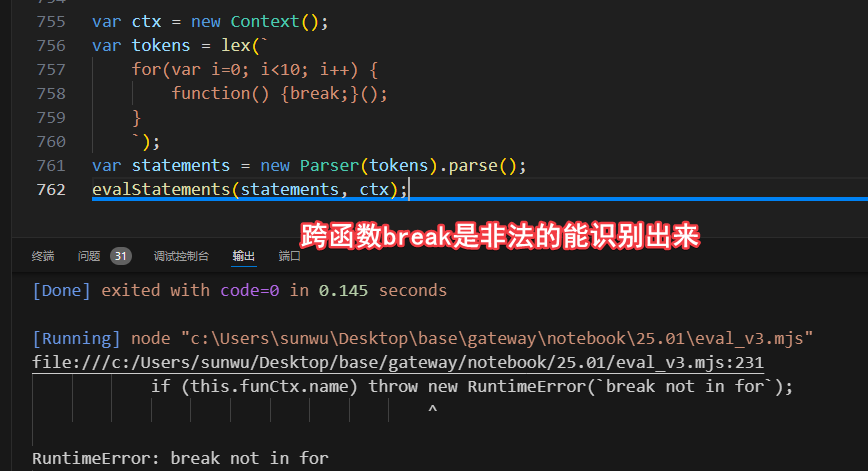 755 var ctx = new Context();
756 var tokens = lex(`
757 for(var i=0; i<10; i++) {
758 function() {break;}();
759 }
760 `);
761 var statements = new Parser(tokens).parse();
762 evalStatements(statements, ctx);
跨函数break是非法的能识别出来
终端 问题 31 调试控制台 输出 端口
[Done] exited with code=0 in 0.145 seconds
[Running] node "c:\Users\sunwu\Desktop\base\gateway\notebook\25.01\eval_v3.mjs"
file:///c:/Users/sunwu/Desktop/base/gateway/notebook/25.01/eval_v3.mjs:231
if (this.funCtx.name) throw new RuntimeError(`break not in for`);
^
RuntimeError: break not in for